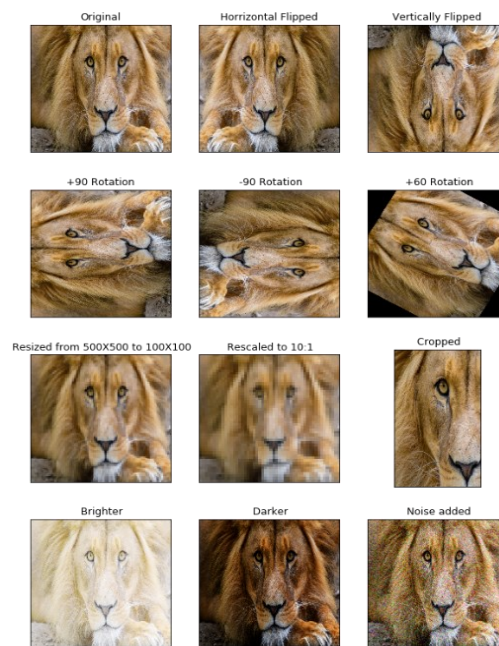 Original Horrizontal Flipped Vertically Flipped
+90 Rotation -90 Rotation +60 Rotation
Resized from 500X500 to 100X100 Rescaled to 10:1 Cropped
Brighter Darker Noise added